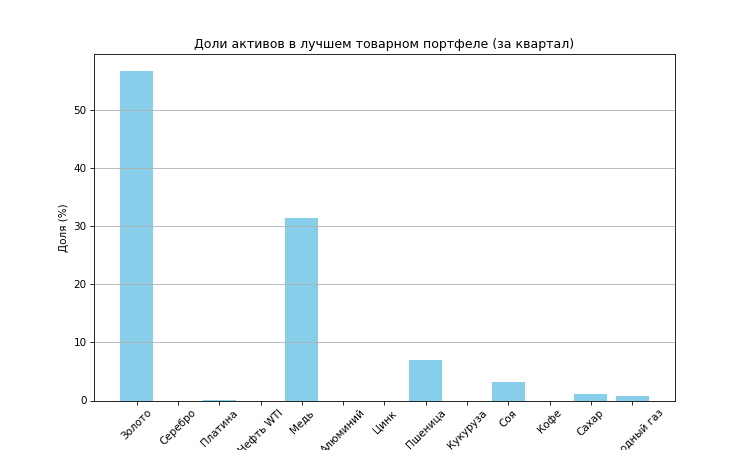 Доли активов в лучшем товарном портфеле (за квартал)
Доля (%)
50
40
30
20
10
0
Золото
Серебро
Платина
Нефть WTI
Медь
Алюминий
Цинк
Пшеница
Кукуруза
Соя
Кофе
Сахар
одный газ